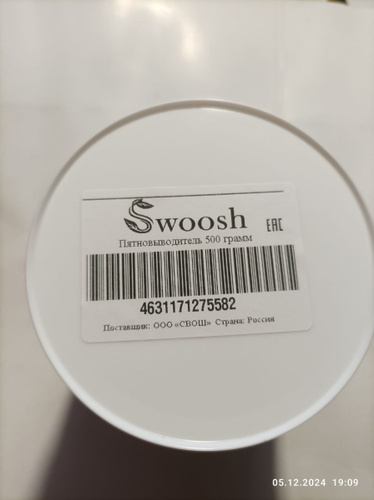 Swoosh
EAC
Пятновыводитель 500 грамм
4631171275582
Поставщик: ООО «СВОШ» Страна: Россия
05.12.2024 19:09